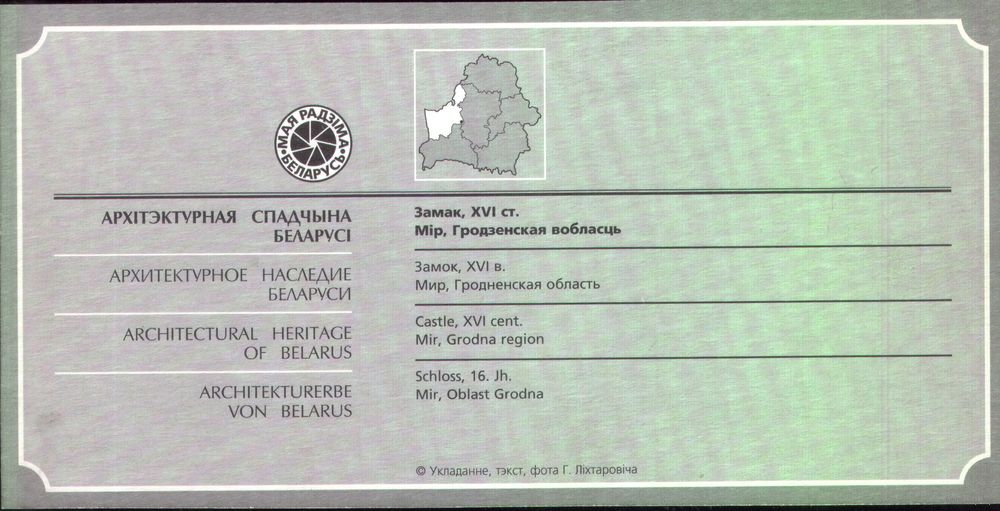 МАЯ РАДЗІМА
БЕЛАРУСЬ
АРХІТЭКТУРНАЯ СПАДЧЫНА
БЕЛАРУСІ
Замак, XVI ст.
Мір, Гродзенская вобласць
АРХИТЕКТУРНОЕ НАСЛЕДИЕ
БЕЛАРУСИ
Замок, XVI в.
Мир, Гродненская область
ARCHITECTURAL HERITAGE
OF BELARUS
Castle, XVI cent.
Mir, Grodna region
ARCHITEKTURERBE
VON BELARUS
Schloss, 16. Jh.
Mir, Oblast Grodna
© Укладанне, тэкст, фота Г. Ліхтаровіча